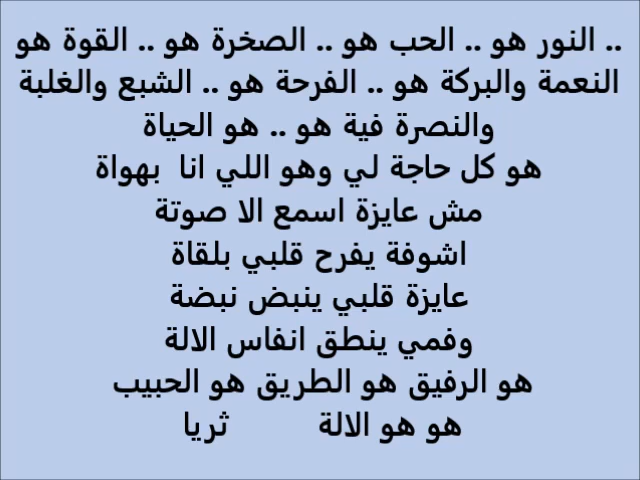 .. النور هو .. الحب هو .. الصخرة هو .. القوة هو
النعمة والبركة هو .. الفرحة هو .. الشبع والغلبة
والنصرة فية هو .. هو الحياة
هو كل حاجة لي وهو اللي انا بهواة
مش عايزة اسمع الا صوتة
اشوفة يفرح قلبي بلقاة
عايزة قلبي ينبض نبضة
وفمي ينطق انفاس الالة
هو الرفيق هو الطريق هو الحبيب
هو هو الالة ثريا